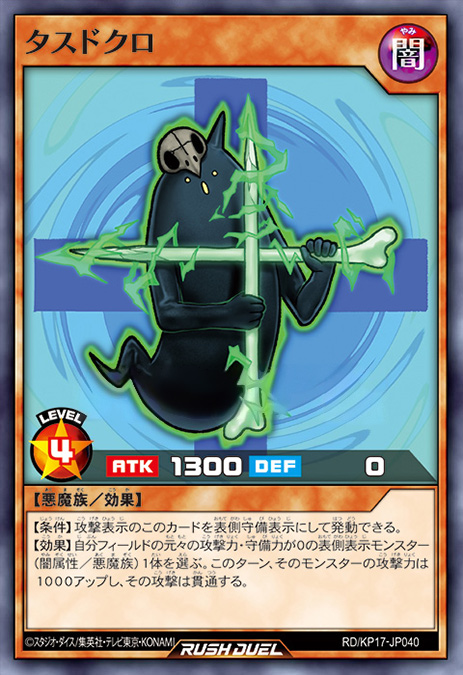 タスドクロ
やみ
闇
LEVEL
4
ATK 1300 DEF 0
【悪魔族／効果】
【条件】攻撃表示のこのカードを表側守備表示にして発動できる。
【効果】自分フィールドの元々の攻撃力・守備力が0の表側表示モンスター
（闇属性／悪魔族）1体を選ぶ。このターン、そのモンスターの攻撃力は
1000アップし、その攻撃は貫通する。
©スタジオ・ダイス/集英社・テレビ東京・KONAMI
RUSH DUEL
RD/KP17-JP040